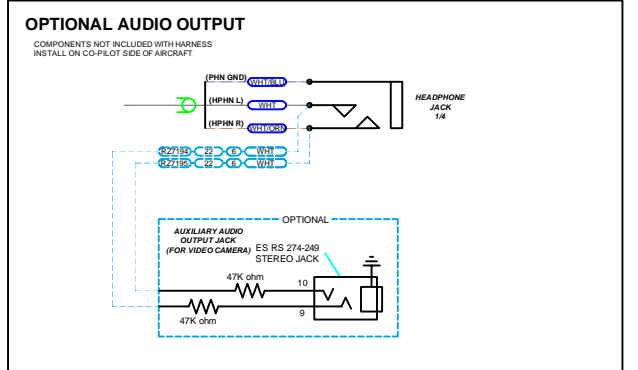 OPTIONAL AUDIO OUTPUT
COMPONENTS NOT INCLUDED WITH HARNESS
INSTALL ON CO-PILOT SIDE OF AIRCRAFT
(PHN GND) WHT/BLU
(HPHN L) WHT
(HPHN R) WHT/ORN
HEADPHONE
JACK
1/4
RZ7194 22 6 WHT
RZ7195 22 6 WHT
OPTIONAL
AUXILIARY AUDIO
OUTPUT JACK
(FOR VIDEO CAMERA)
ES RS 274-249
STEREO JACK
47K ohm
10
9
47K ohm